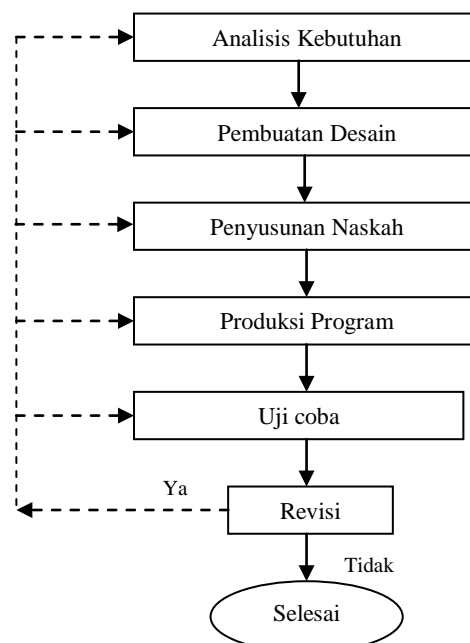 Analisis Kebutuhan
Pembuatan Desain
Penyusunan Naskah
Produksi Program
Uji coba
Ya
Revisi
Tidak
Selesai